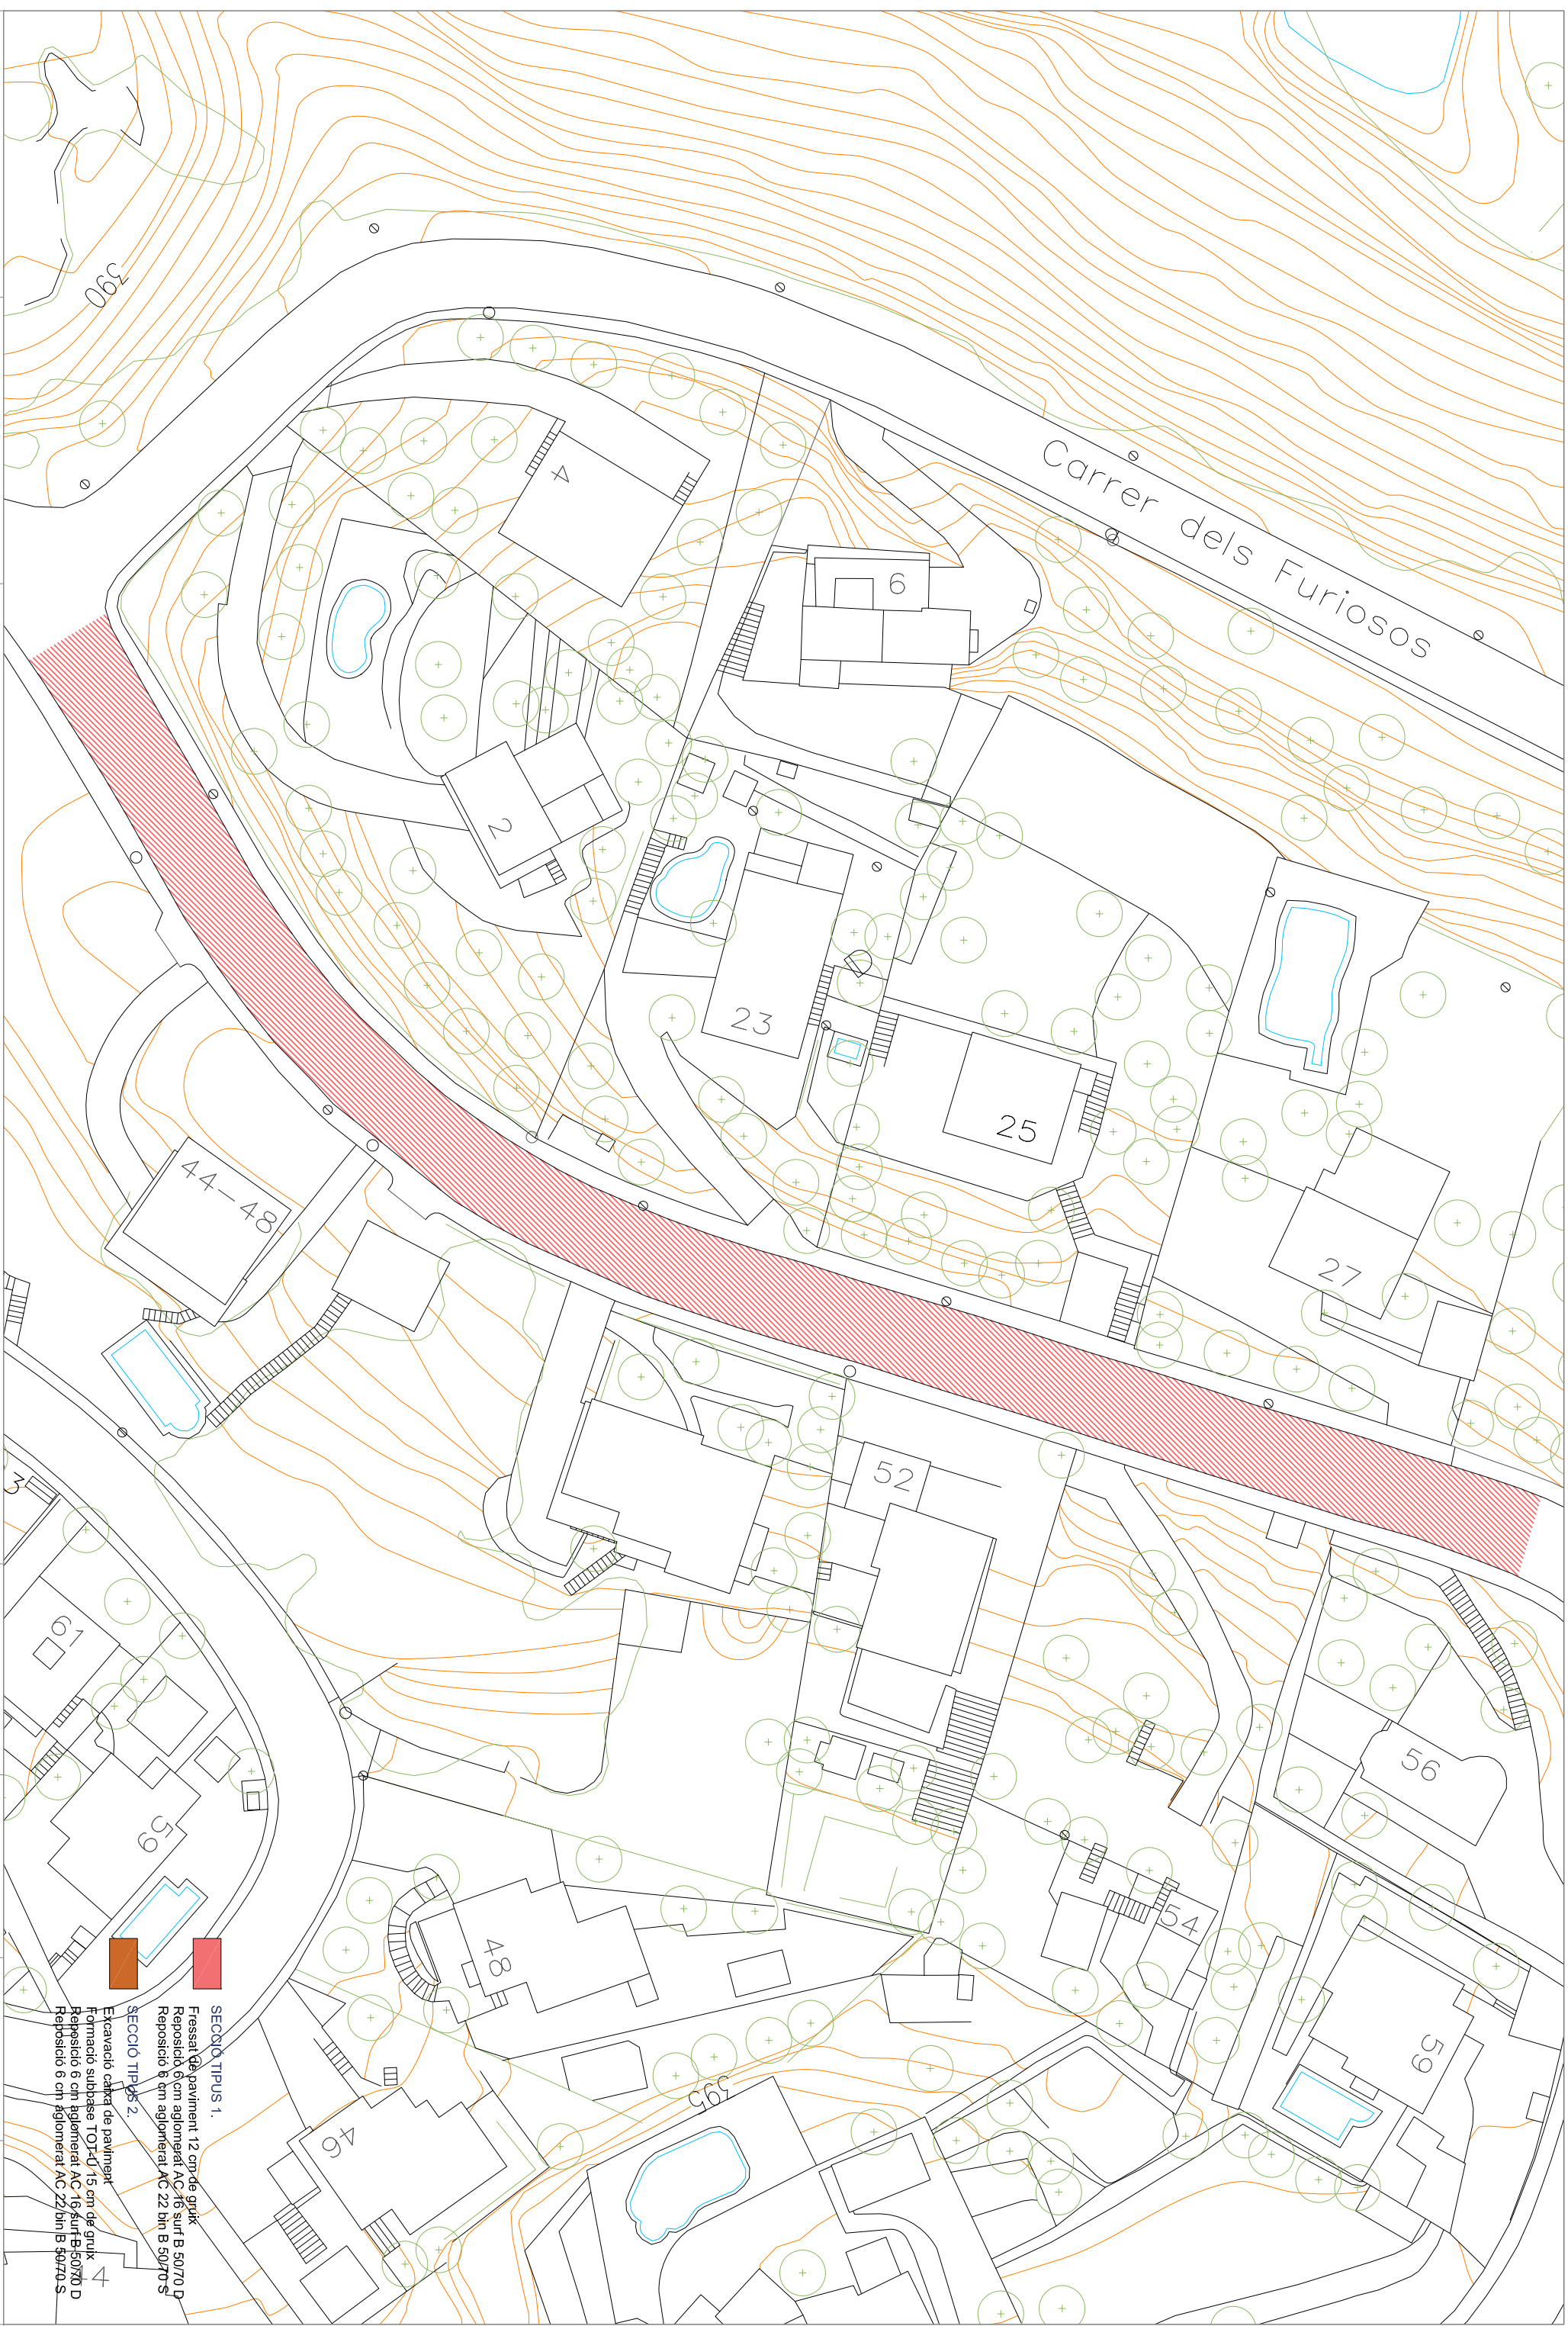 390
Carrer dels Furiosos
4
6
2
23
25
27
44-48
52
3
61
56
59
54
48
59
395
46
44
SECCIÓ TIPUS 1.
Fressat de paviment 12 cm de gruix
Reposició 6 cm aglomerat AC 16 surf B 50/70 D
Reposició 6 cm aglomerat AC 22 bin B 50/70 S
SECCIÓ TIPUS 2.
Excavació caixa de paviment
Formació subbase TOT-U 15 cm de gruix
Reposició 6 cm aglomerat AC 16 surf B 50/70 D
Reposició 6 cm aglomerat AC 22 bin B 50/70 S